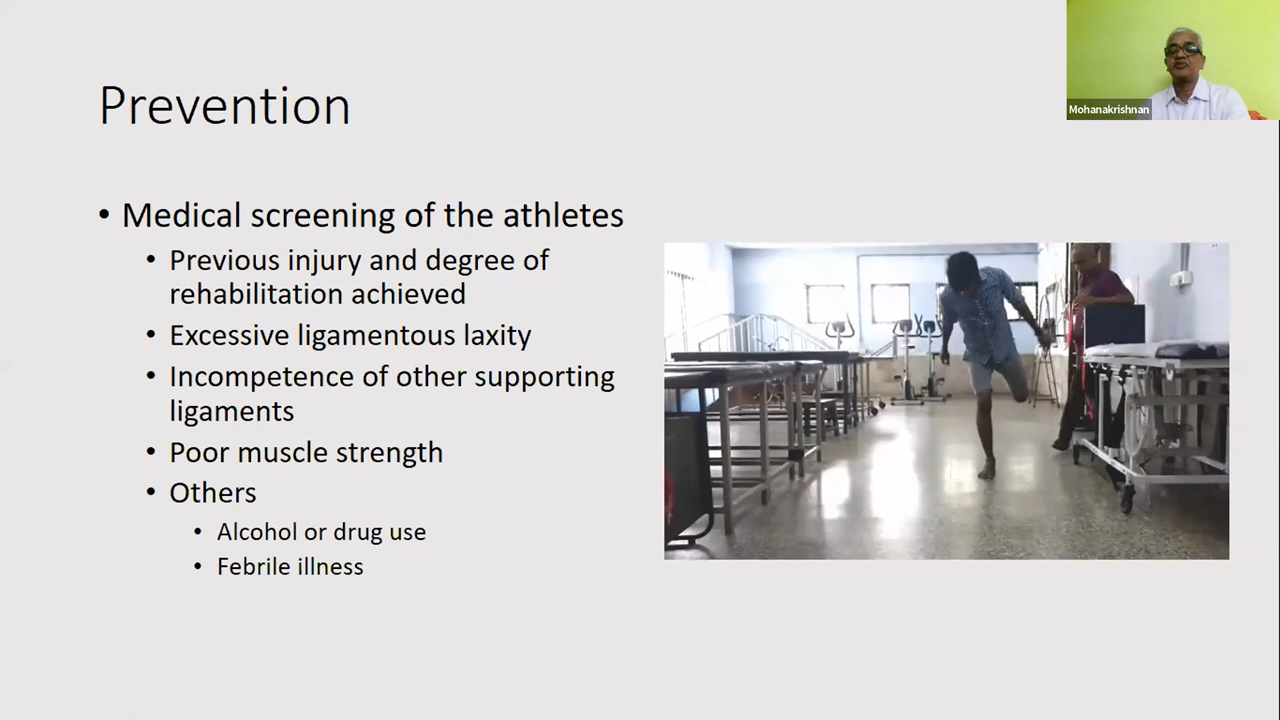 Prevention
• Medical screening of the athletes
• Previous injury and degree of
rehabilitation achieved
• Excessive ligamentous laxity
• Incompetence of other supporting
ligaments
• Poor muscle strength
• Others
• Alcohol or drug use
• Febrile illness
Mohanakrishnan